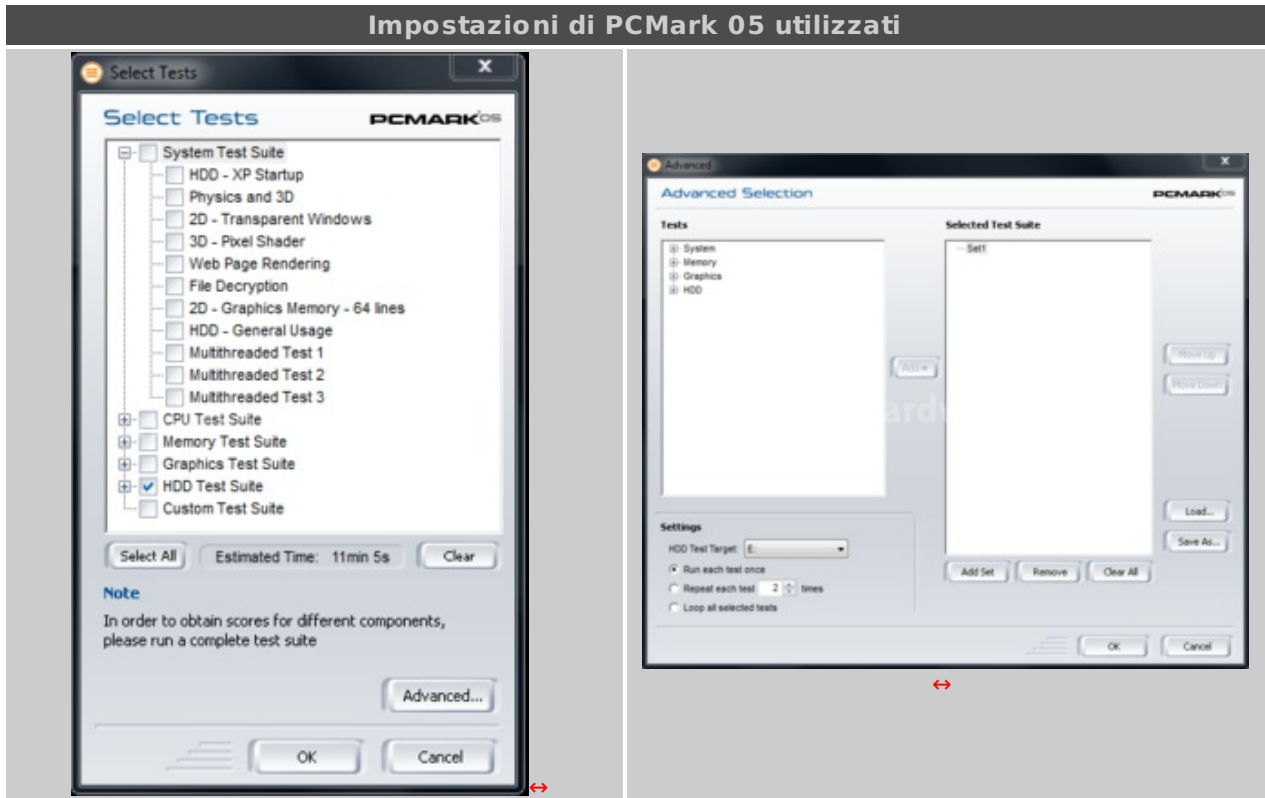 Impostazioni di PCMark 05 utilizzati
Select Tests
x
Select Tests
PCMARK05
System Test Suite
HDD - XP Startup
Physics and 3D
2D - Transparent Windows
3D - Pixel Shader
Web Page Rendering
File Decryption
2D - Graphics Memory - 64 lines
HDD - General Usage
Multithreaded Test 1
Multithreaded Test 2
Multithreaded Test 3
CPU Test Suite
Memory Test Suite
Graphics Test Suite
HDD Test Suite
Custom Test Suite
Select All
Estimated Time: 11min 5s
Clear
Note
In order to obtain scores for different components,
please run a complete test suite
Advanced...
OK
Cancel
↔
Advanced
x
Advanced Selection
PCMARK05
Tests
System
Memory
Graphics
HDD
Add
Selected Test Suite
Set1
Move Up
Move Down
Load...
Save As...
Settings
HDD Test Target: E:
Run each test once
Repeat each test 2 times
Loop all selected tests
Add Set
Remove
Clear All
OK
Cancel
↔